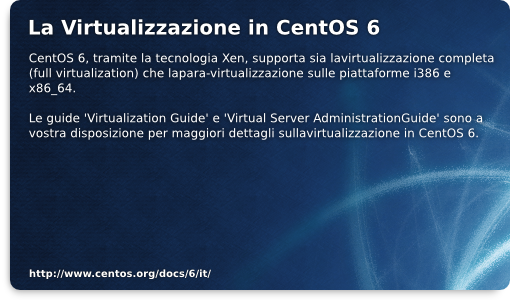 La Virtualizzazione in CentOS 6
CentOS 6, tramite la tecnologia Xen, supporta sia lavirtualizzazione completa
(full virtualization) che lapara-virtualizzazione sulle piattaforme i386 e
x86_64.
Le guide 'Virtualization Guide' e 'Virtual Server AdministrationGuide' sono a
vostra disposizione per maggiori dettagli sullavirtualizzazione in CentOS 6.
http://www.centos.org/docs/6/it/